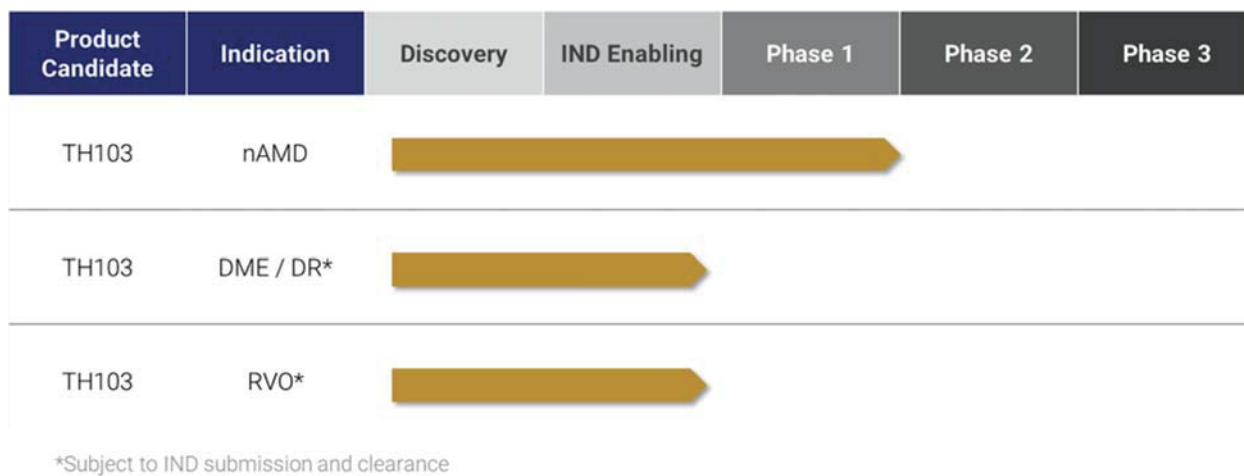 Product Candidate Indication Discovery IND Enabling Phase 1 Phase 2 Phase 3
TH103 nAMD
TH103 DME / DR*
TH103 RVO*
*Subject to IND submission and clearance